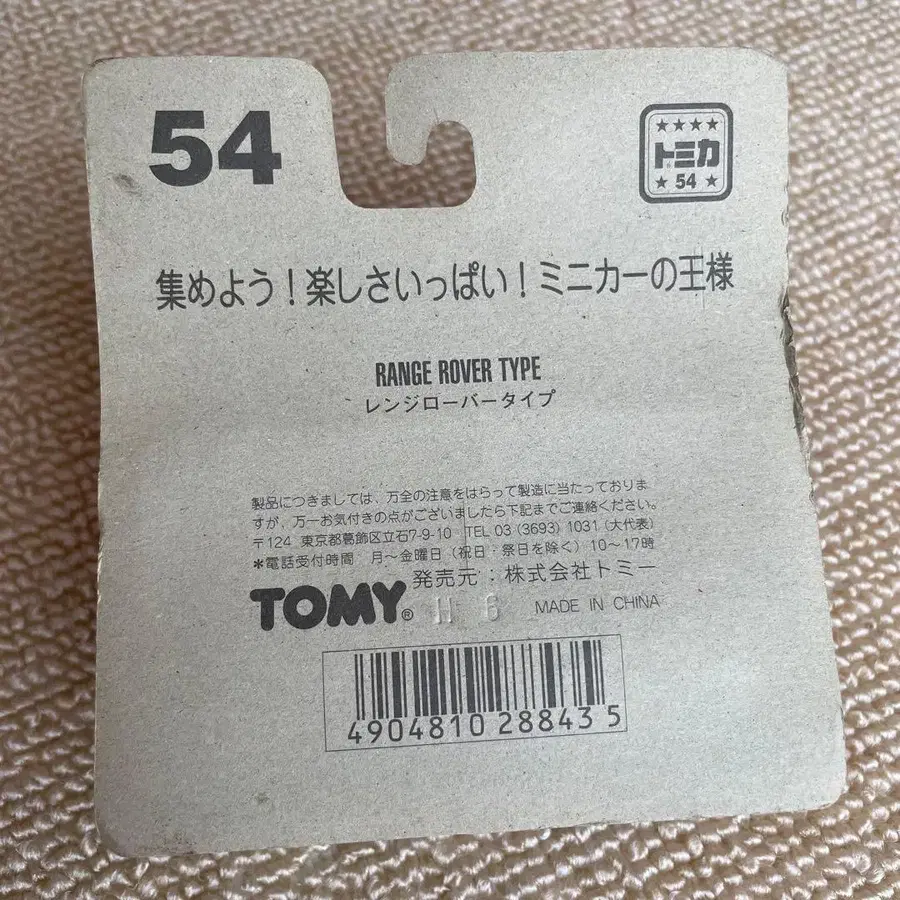 54
★★★★
トミカ
★ 54 ★
集めよう！楽しさいっぱい！ミニカーの王様
RANGE ROVER TYPE
レンジローバータイプ
製品につきましては、万全の注意をはらって製造に当たっておりま
すが、万一お気付きの点がございましたら下記までご連絡ください。
〒124 東京都葛飾区立石7-9-10 TEL 03 (3693) 1031 (大代表)
＊電話受付時間 月〜金曜日（祝日・祭日を除く）10〜17時
発売元：株式会社トミー
TOMY® H 6 MADE IN CHINA
4904810 28843 5